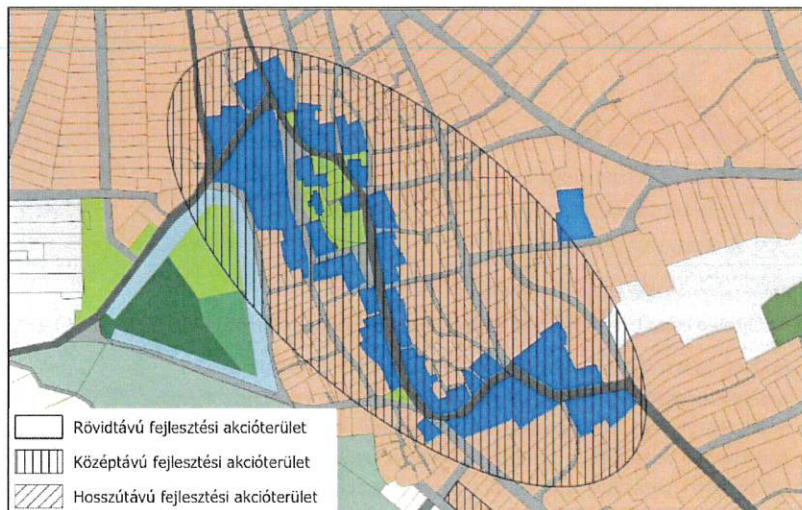 Rövidtávú fejlesztési akcióterület
Középtávú fejlesztési akcióterület
Hosszútávú fejlesztési akcióterület